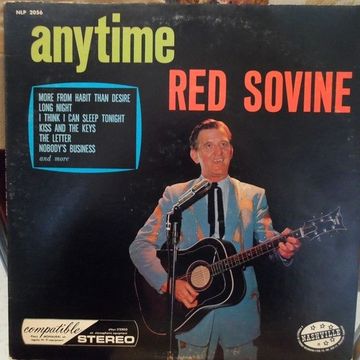 NLP 2056
anytime
RED SOVINE
MORE FROM HABIT THAN DESIRE
LONG NIGHT
I THINK I CAN SLEEP TONIGHT
KISS AND THE KEYS
THE LETTER
NOBODY'S BUSINESS
and more
compatible
STEREO
NASHVILLE